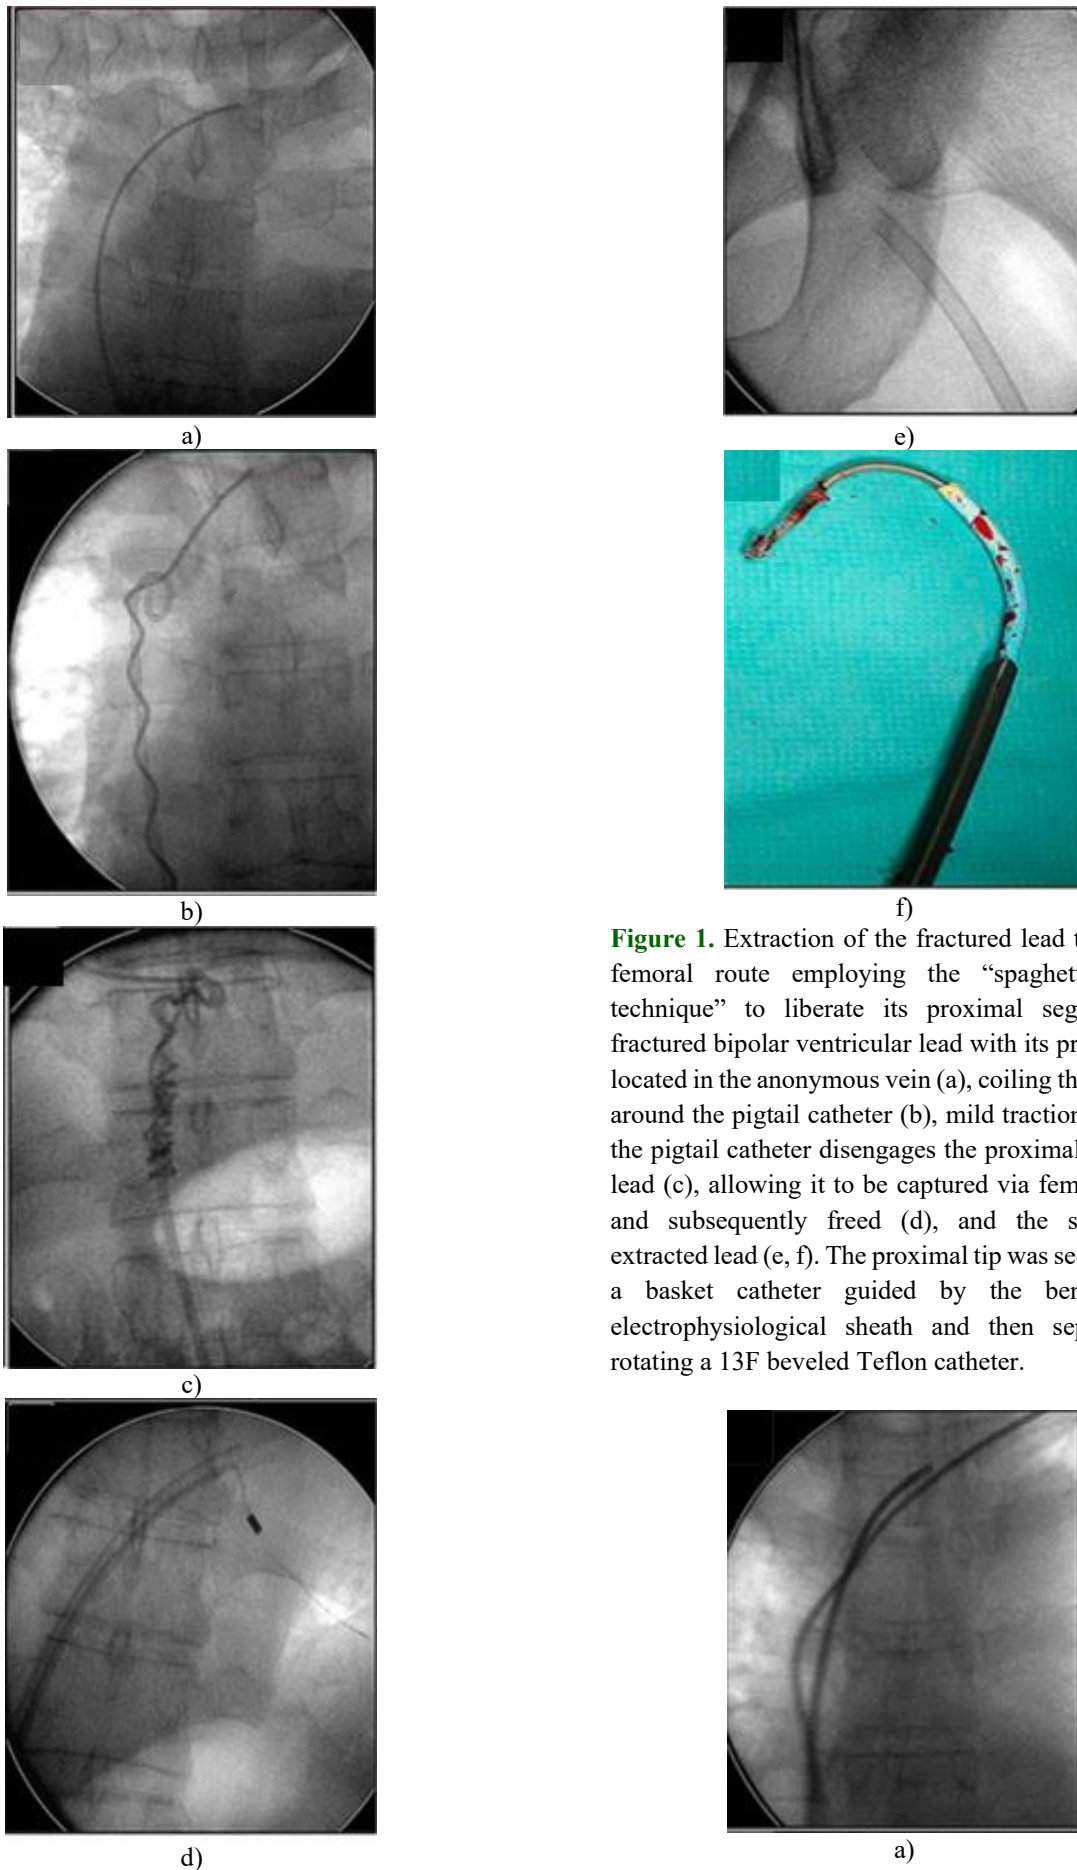 a)
b)
c)
d)
e)
f)
Figure 1. Extraction of the fractured lead
femoral route employing the “spaghet
technique” to liberate its proximal seg
fractured bipolar ventricular lead with its pr
located in the anonymous vein (a), coiling th
around the pigtail catheter (b), mild traction
the pigtail catheter disengages the proximal
lead (c), allowing it to be captured via fem
and subsequently freed (d), and the s
extracted lead (e, f). The proximal tip was se
a basket catheter guided by the ben
electrophysiological sheath and then sep
rotating a 13F beveled Teflon catheter.
a)